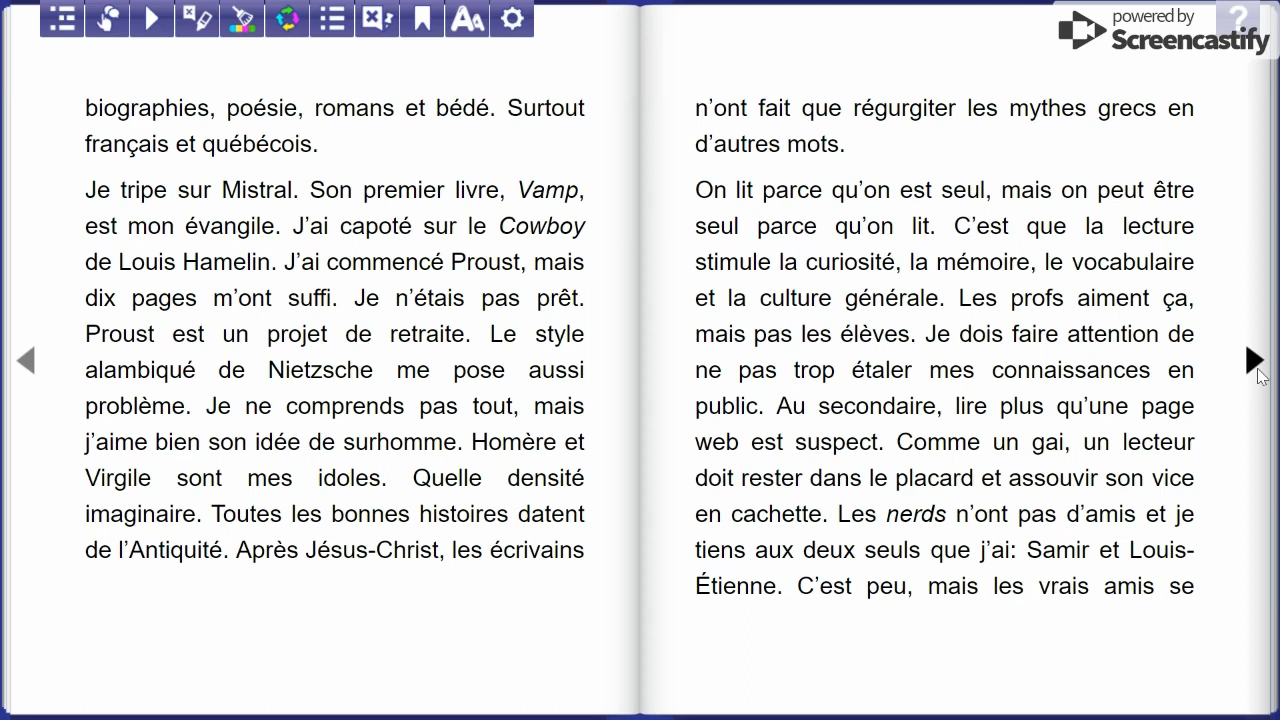 powered by
Screencastify
biographies, poésie, romans et bédé. Surtout
français et québécois.
Je tripe sur Mistral. Son premier livre, Vamp,
est mon évangile. J’ai capoté sur le Cowboy
de Louis Hamelin. J’ai commencé Proust, mais
dix pages m’ont suffi. Je n’étais pas prêt.
Proust est un projet de retraite. Le style
alambiqué de Nietzsche me pose aussi
problème. Je ne comprends pas tout, mais
j’aime bien son idée de surhomme. Homère et
Virgile sont mes idoles. Quelle densité
imaginaire. Toutes les bonnes histoires datent
de l’Antiquité. Après Jésus-Christ, les écrivains
n’ont fait que régurgiter les mythes grecs en
d’autres mots.
On lit parce qu’on est seul, mais on peut être
seul parce qu’on lit. C’est que la lecture
stimule la curiosité, la mémoire, le vocabulaire
et la culture générale. Les profs aiment ça,
mais pas les élèves. Je dois faire attention de
ne pas trop étaler mes connaissances en
public. Au secondaire, lire plus qu’une page
web est suspect. Comme un gai, un lecteur
doit rester dans le placard et assouvir son vice
en cachette. Les nerds n’ont pas d’amis et je
tiens aux deux seuls que j’ai: Samir et Louis-
Étienne. C’est peu, mais les vrais amis se